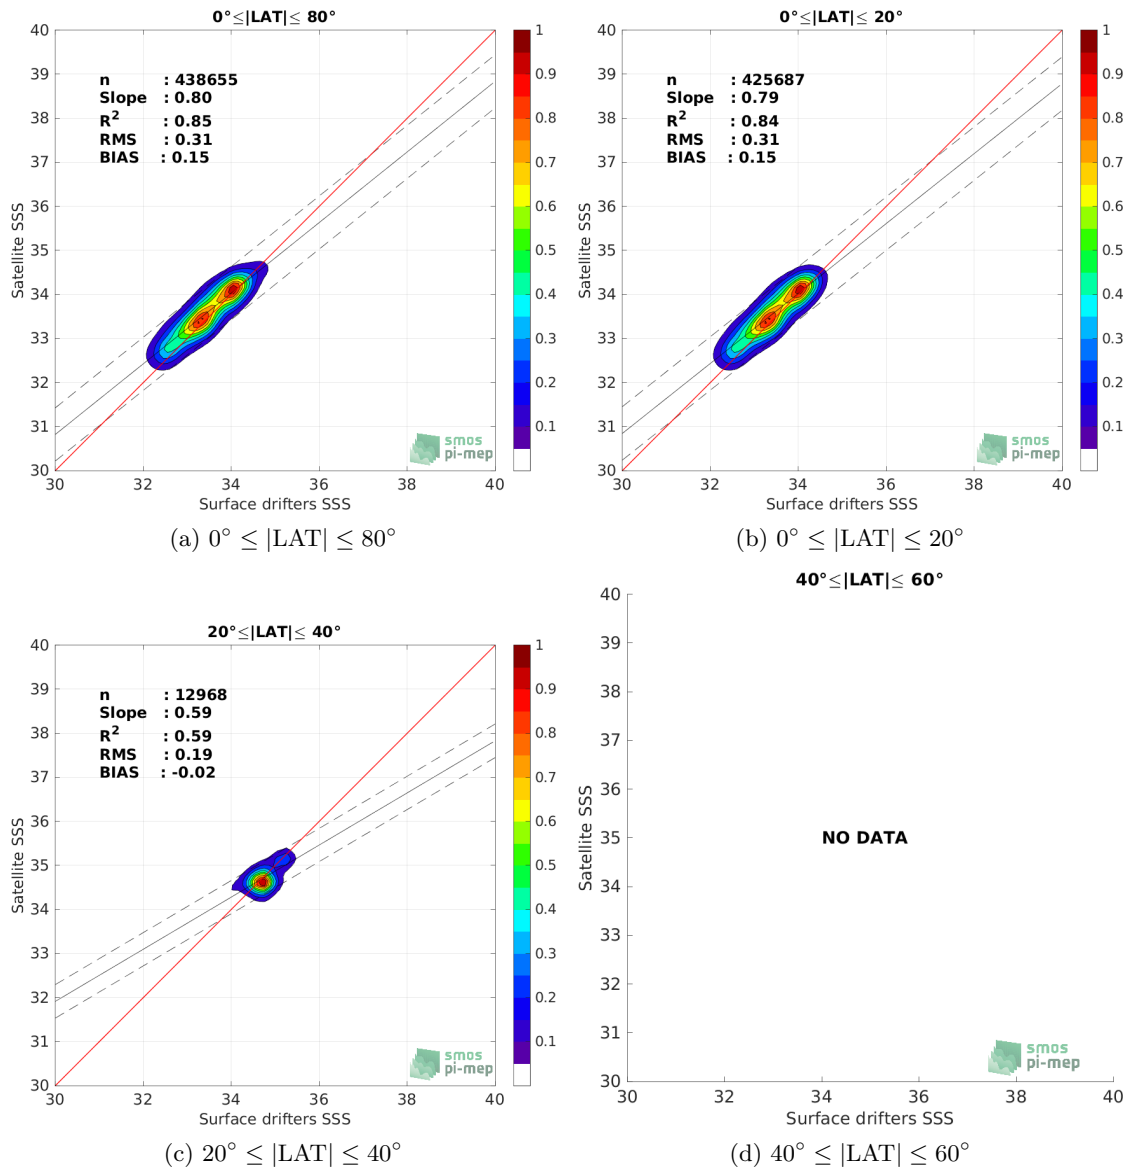 0°≤|LAT|≤ 80°
40
39
38
37
36
35
34
33
32
31
30
Satellite SSS
n : 438655
Slope : 0.80
R² : 0.85
RMS : 0.31
BIAS : 0.15
1
0.9
0.8
0.7
0.6
0.5
0.4
0.3
0.2
0.1
smos
pi-mep
30 32 34 36 38 40
Surface drifters SSS
(a) 0° ≤ |LAT| ≤ 80°
0°≤|LAT|≤ 20°
40
39
38
37
36
35
34
33
32
31
30
Satellite SSS
n : 425687
Slope : 0.79
R² : 0.84
RMS : 0.31
BIAS : 0.15
1
0.9
0.8
0.7
0.6
0.5
0.4
0.3
0.2
0.1
smos
pi-mep
30 32 34 36 38 40
Surface drifters SSS
(b) 0° ≤ |LAT| ≤ 20°
20°≤|LAT|≤ 40°
40
39
38
37
36
35
34
33
32
31
30
Satellite SSS
n : 12968
Slope : 0.59
R² : 0.59
RMS : 0.19
BIAS : -0.02
1
0.9
0.8
0.7
0.6
0.5
0.4
0.3
0.2
0.1
smos
pi-mep
30 32 34 36 38 40
Surface drifters SSS
(c) 20° ≤ |LAT| ≤ 40°
40°≤|LAT|≤ 60°
40
39
38
37
36
35
34
33
32
31
30
Satellite SSS
NO DATA
smos
pi-mep
30 32 34 36 38 40
Surface drifters SSS
(d) 40° ≤ |LAT| ≤ 60°